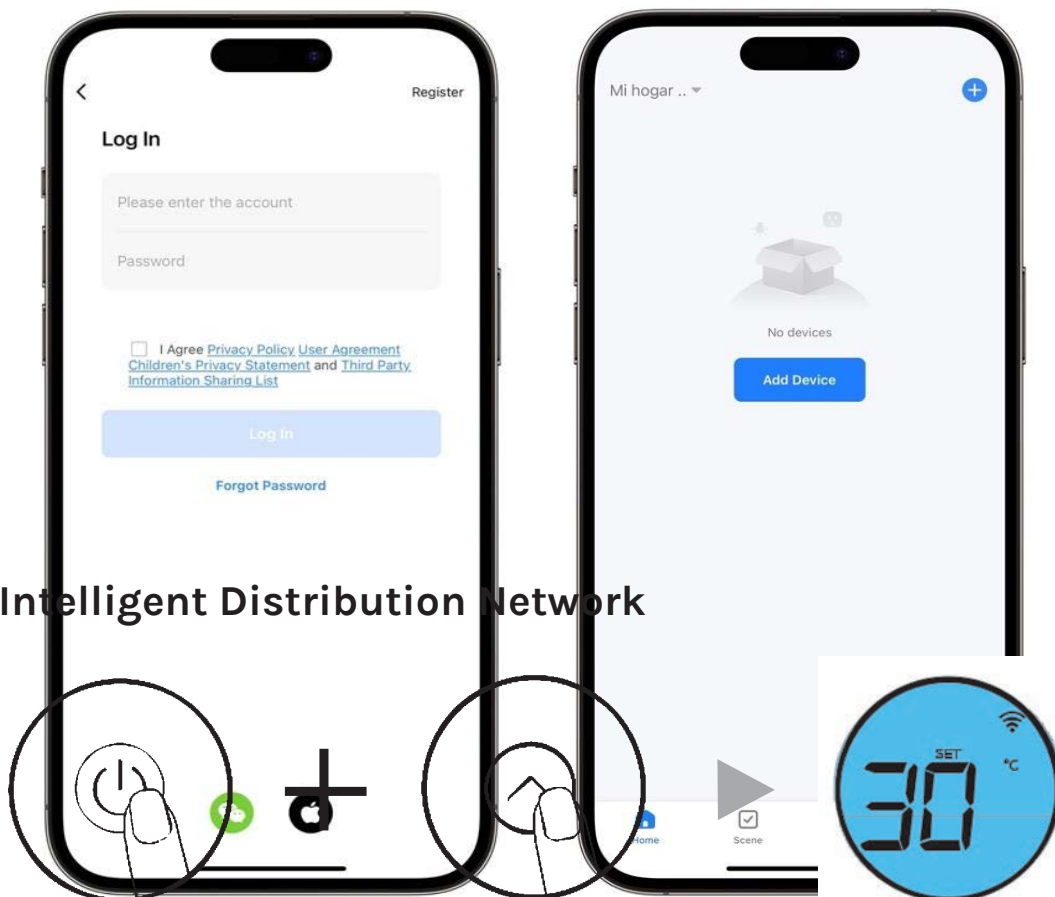 Register
Log In
Please enter the account
Password
I Agree Privacy Policy User Agreement
Children's Privacy Statement and Third Party
Information Sharing List
Log In
Forgot Password
Mi hogar ..
No devices
Add Device
Intelligent Distribution Network
Home
Scene
SET
30 °C